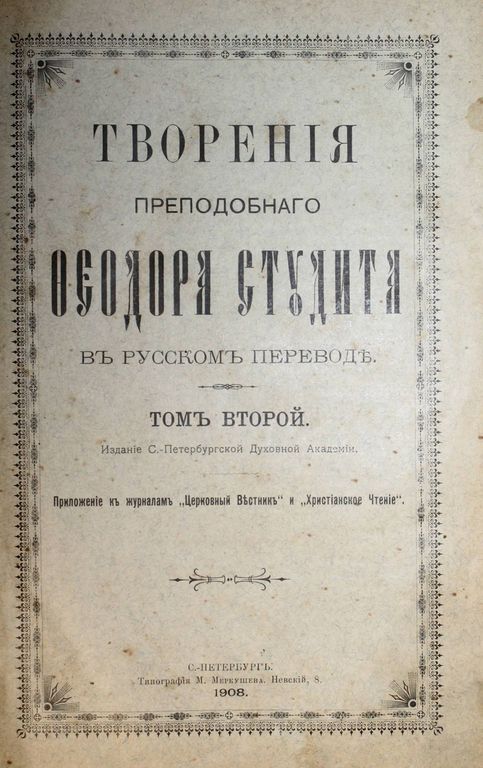 ТВОРЕНІЯ
ПРЕПОДОБНАГО
ѲЕОДОРА СТꙊДИТА
ВЪ РУССКОМЪ ПЕРЕВОДѢ.
ТОМЪ ВТОРОЙ.
Изданіе С.-Петербургской Духовной Академіи.
Приложеніе къ журналамъ „Церковный Вѣстникъ“ и „Христіанское Чтеніе“.
С.-ПЕТЕРБУРГЪ.
Типографія М. Меркушева. Невскій, 8.
1908.